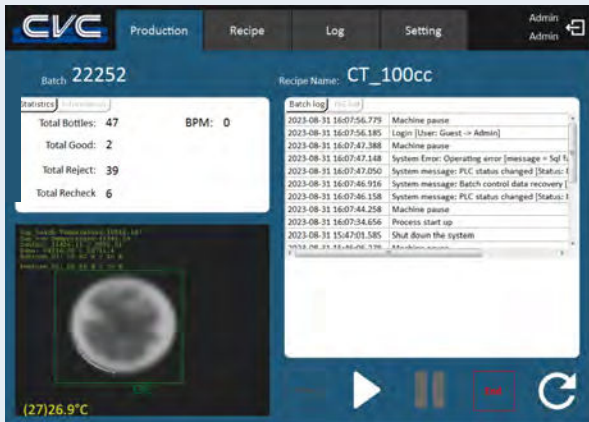 CVC
Production
Recipe
Log
Setting
Admin
Admin
Batch 22252
Recipe Name: CT_100cc
Statistics
Total Bottles: 47
BPM: 0
Total Good: 2
Total Reject: 39
Total Recheck 6
Batch log
2023-08-31 16:07:56.779 Machine pause
2023-08-31 16:07:56.185 Login [User: Guest -> Admin]
2023-08-31 16:07:47.388 Machine pause
2023-08-31 16:07:47.148 System Error: Operating error [message = Sql f
2023-08-31 16:07:47.050 System message: PLC status changed [Status:
2023-08-31 16:07:46.916 System message: Batch control data recovery [
2023-08-31 16:07:46.158 System message: PLC status changed [Status:
2023-08-31 16:07:44.258 Machine pause
2023-08-31 16:07:34.656 Process start up
2023-08-31 15:47:01.585 Shut down the system
Machine pause
(27)26.9°C